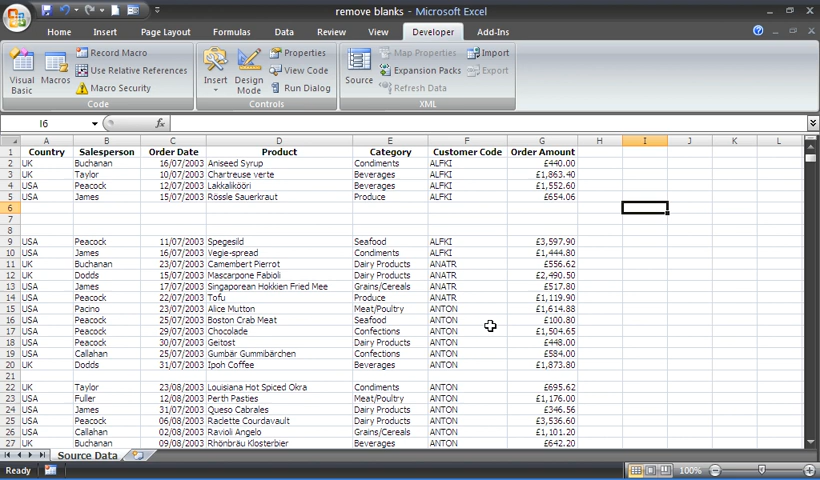 remove blanks - Microsoft Excel
Home Insert Page Layout Formulas Data Review View Developer Add-Ins
Visual Basic Macros Record Macro Use Relative References Macro Security Insert Design Mode Properties View Code Run Dialog Source Map Properties Expansion Packs Refresh Data Import Export
Code Controls XML
I6 fx
A B C D E F G H I J K L
1 Country Salesperson Order Date Product Category Customer Code Order Amount
2 UK Buchanan 16/07/2003 Aniseed Syrup Condiments ALFKI £440.00
3 UK Taylor 10/07/2003 Chartreuse verte Beverages ALFKI £1,863.40
4 USA Peacock 12/07/2003 Lakkalikööri Beverages ALFKI £1,552.60
5 USA James 15/07/2003 Rössle Sauerkraut Produce ALFKI £654.06
6
7
8
9 USA Peacock 11/07/2003 Spegesild Seafood ALFKI £3,597.90
10 USA James 16/07/2003 Vegie-spread Condiments ALFKI £1,444.80
11 UK Buchanan 23/07/2003 Camembert Pierrot Dairy Products ANATR £556.62
12 UK Dodds 15/07/2003 Mascarpone Fabioli Dairy Products ANATR £2,490.50
13 USA James 17/07/2003 Singaporean Hokkien Fried Mee Grains/Cereals ANATR £517.80
14 USA Peacock 22/07/2003 Tofu Produce ANATR £1,119.90
15 USA Pacino 23/07/2003 Alice Mutton Meat/Poultry ANTON £1,614.88
16 USA Peacock 25/07/2003 Boston Crab Meat Seafood ANTON £100.80
17 USA Peacock 29/07/2003 Chocolade Confections ANTON £1,504.65
18 USA Peacock 30/07/2003 Geitost Dairy Products ANTON £448.00
19 USA Callahan 25/07/2003 Gumbär Gummibärchen Confections ANTON £584.00
20 UK Dodds 31/07/2003 Ipoh Coffee Beverages ANTON £1,873.80
21
22 UK Taylor 23/08/2003 Louisiana Hot Spiced Okra Condiments ANTON £695.62
23 USA Fuller 12/08/2003 Perth Pasties Meat/Poultry ANTON £1,176.00
24 USA James 31/07/2003 Queso Cabrales Dairy Products ANTON £346.56
25 USA Peacock 06/08/2003 Raclette Courdavault Dairy Products ANTON £3,536.60
26 USA Callahan 02/08/2003 Ravioli Angelo Grains/Cereals ANTON £1,101.20
27 UK Buchanan 09/08/2003 Rhönbräu Klosterbier Beverages ANTON £642.20
Source Data
Ready 100%